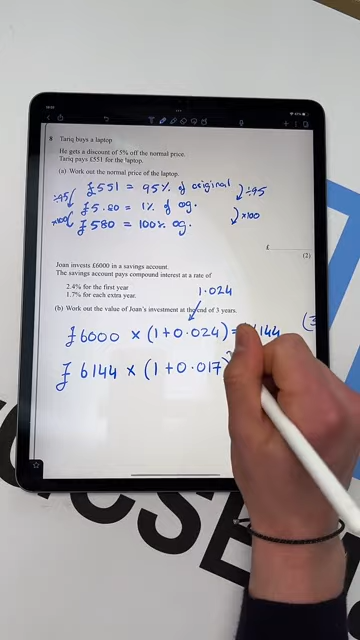 8 Tariq buys a laptop.
He gets a discount of 5% off the normal price.
Tariq pays £551 for the laptop.
(a) Work out the normal price of the laptop.
÷95 £551 = 95% of original ÷95
£5.80 = 1% of og.
×100 £580 = 100% og. ×100
£
(2)
Joan invests £6000 in a savings account.
The savings account pays compound interest at a rate of
2.4% for the first year
1.7% for each extra year.
1.024
(b) Work out the value of Joan's investment at the end of 3 years.
£6000 × (1+0.024) = 144 (3
£6144 × (1+0.017)